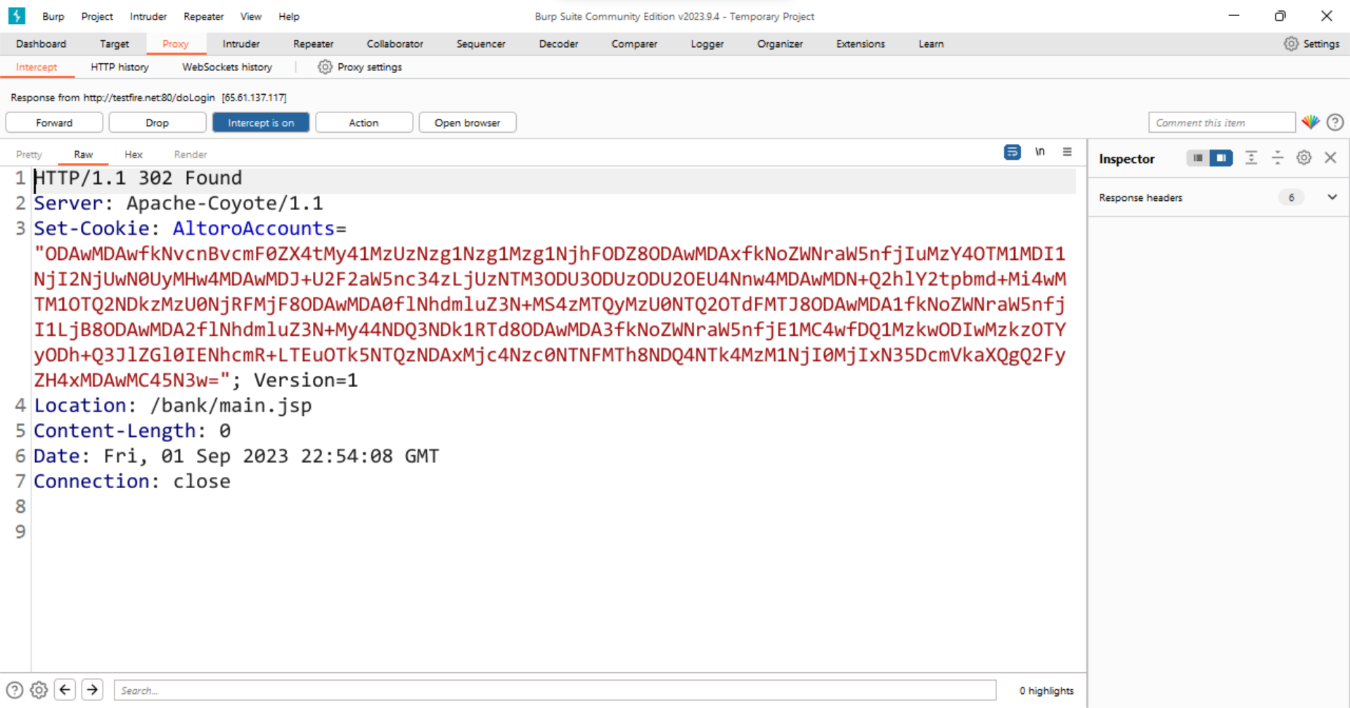 Burp Project Intruder Repeater View Help Burp Suite Community Edition v2023.9.4 - Temporary Project
Dashboard Target Proxy Intruder Repeater Collaborator Sequencer Decoder Comparer Logger Organizer Extensions Learn Settings
Intercept HTTP history WebSockets history Proxy settings
Response from http://testfire.net:80/doLogin [65.61.137.117]
Forward Drop Intercept is on Action Open browser Comment this item
Pretty Raw Hex Render \n Inspector
1 HTTP/1.1 302 Found
Response headers 6
2 Server: Apache-Coyote/1.1
3 Set-Cookie: AltoroAccounts=
"ODAwMDAwfkNvcnBvcmF0ZX4tMy41MzUzNzg1Nzg1Mzg1NjhFODZ8ODAwMDAxfkNoZWNraW5nfjIuMzY4OTM1MDI1
NjI2NjUwN0UyMHw4MDAwMDJ+U2F2aW5nc34zLjUzNTM3ODU3ODUzODU2OEU4Nnw4MDAwMDN+Q2hlY2tpbmd+Mi4wM
TM1OTQ2NDkzMzU0NjRFMjF8ODAwMDA0flNhdmluZ3N+MS4zMTQyMzU0NTQ2OTdFMTJ8ODAwMDA1fkNoZWNraW5nfj
I1LjB8ODAwMDA2flNhdmluZ3N+My44NDQ3NDk1RTd8ODAwMDA3fkNoZWNraW5nfjE1MC4wfDQ1MzkwODIwMzkzOTY
yODh+Q3JlZGl0IENhcmR+LTEuOTk5NTQzNDAxMjc4Nzc0NTNFMTh8NDQ4NTk4MzM1NjI0MjIxN35DcmVkaXQgQ2Fy
ZH4xMDAwMC45N3w="; Version=1
4 Location: /bank/main.jsp
5 Content-Length: 0
6 Date: Fri, 01 Sep 2023 22:54:08 GMT
7 Connection: close
8
9
Search... 0 highlights